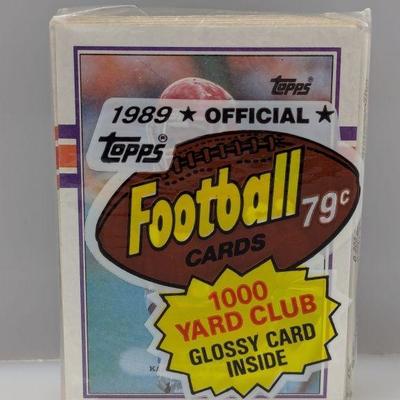 topps
1989 ★ OFFICIAL ★
topps
Football
79¢
CARDS
1000
YARD CLUB
GLOSSY CARD
INSIDE